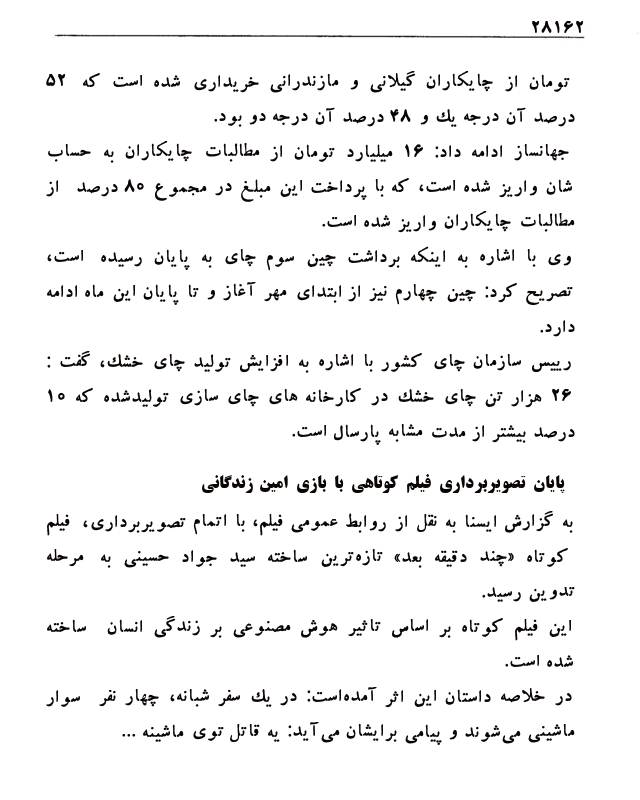 ۲۸۱۶۲
تومان از چایکاران گیلانی و مازندرانی خریداری شده است که ۵۲
درصد آن درجه یك و ۴۸ درصد آن درجه دو بود.
جهانساز ادامه داد: ۱۶ میلیارد تومان از مطالبات چایکاران به حساب
شان واریز شده است، که با پرداخت این مبلغ در مجموع ۸۰ درصد از
مطالبات چایکاران واریز شده است.
وی با اشاره به اینکه برداشت چین سوم چای به پایان رسیده است،
تصریح کرد: چین چهارم نیز از ابتدای مهر آغاز و تا پایان این ماه ادامه
دارد.
رییس سازمان چای کشور با اشاره به افزایش تولید چای خشك، گفت :
۲۶ هزار تن چای خشك در کارخانه های چای سازی تولیدشده که ۱۰
درصد بیشتر از مدت مشابه پارسال است.
پایان تصویربرداری فیلم کوتاهی با بازی امین زندگانی
به گزارش ایسنا به نقل از روابط عمومی فیلم، با اتمام تصویربرداری، فیلم
کوتاه «چند دقیقه بعد» تازه‌ترین ساخته سید جواد حسینی به مرحله
تدوین رسید.
این فیلم کوتاه بر اساس تاثیر هوش مصنوعی بر زندگی انسان ساخته
شده است.
در خلاصه داستان این اثر آمده‌است: در یك سفر شبانه، چهار نفر سوار
ماشینی می‌شوند و پیامی برایشان می‌آید: یه قاتل توی ماشینه ...